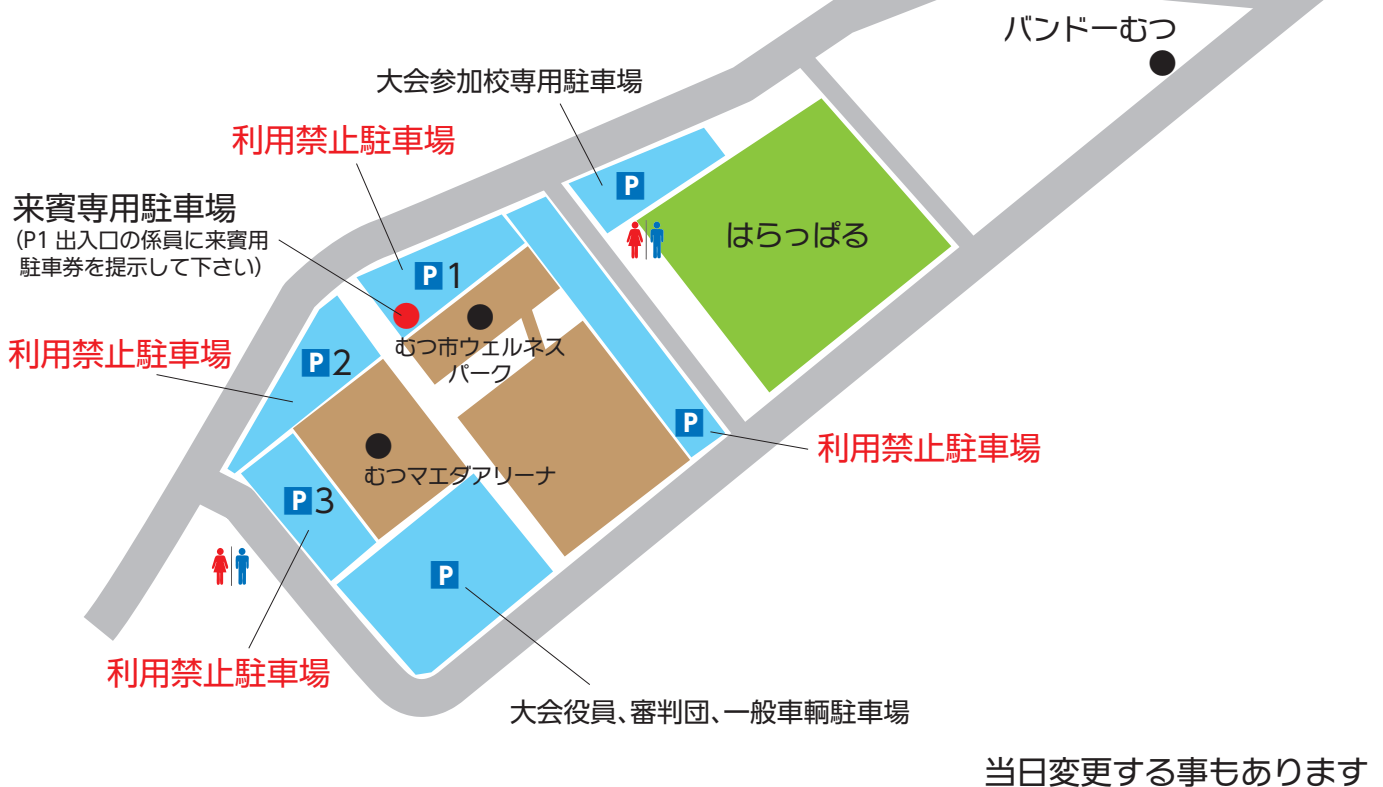 バンドーむつ
大会参加校専用駐車場
利用禁止駐車場
P
来賓専用駐車場
（P1 出入口の係員に来賓用
駐車券を提示して下さい）
はらっぱる
P1
むつ市ウェルネス
パーク
利用禁止駐車場
P2
P
利用禁止駐車場
むつマエダアリーナ
P3
P
利用禁止駐車場
大会役員、審判団、一般車輌駐車場
当日変更する事もあります